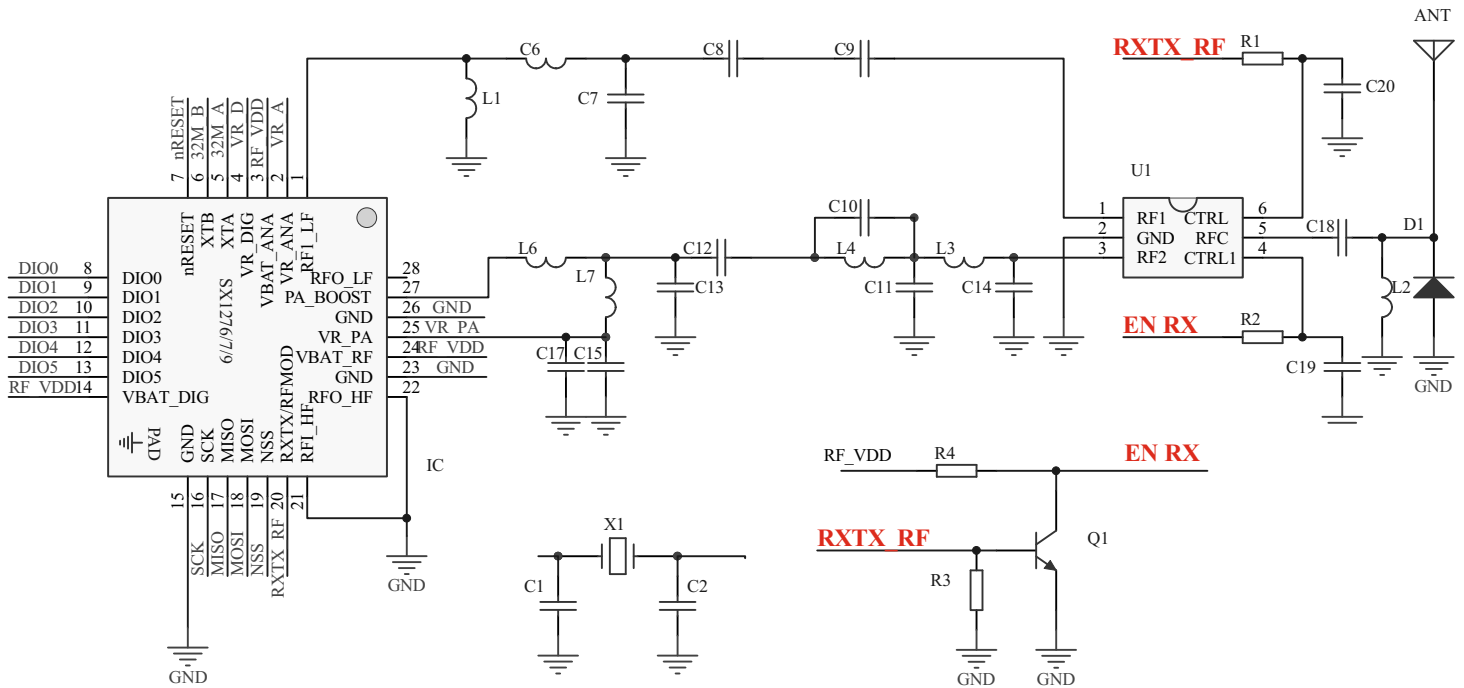 ANT
C6
C8
C9
RXTX_RF
R1
L1
C7
C20
nRESET
32M_B
32M_A
VR_D
RF_VDD
VR_A
7
6
5
4
3
2
1
U1
nRESET
XTB
XTA
VR_DIG
VBAT_ANA
VR_ANA
RF1_LF
C10
1
RF1
CTRL
6
2
GND
RFC
5
3
RF2
CTRL1
4
C18
D1
L6
C12
L4
L3
DIO0
8
DIO0
RFO_LF
28
DIO1
9
DIO1
PA_BOOST
27
DIO2
10
DIO2
GND
26
GND
DIO3
11
DIO3
VR_PA
25
VR_PA
DIO4
12
DIO4
VBAT_RF
24
RF_VDD
DIO5
13
DIO5
GND
23
GND
RF_VDD
14
VBAT_DIG
RFO_HF
22
SX1276/7/9
L7
C13
C11
C14
L2
EN RX
R2
C17
C15
C19
GND
PAD
GND
SCK
MISO
MOSI
NSS
RXTX/RFMOD
RFI_HF
IC
15
16
17
18
19
20
21
SCK
MISO
MOSI
NSS
RXTX_RF
GND
GND
RF_VDD
R4
EN RX
X1
RXTX_RF
Q1
C1
C2
R3
GND
GND